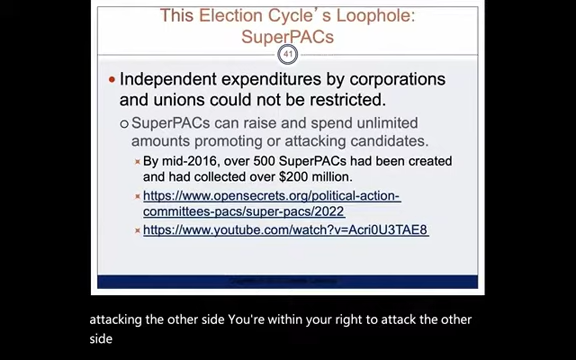 This Election Cycle's Loophole:
SuperPACs
41
• Independent expenditures by corporations
and unions could not be restricted.
SuperPACs can raise and spend unlimited
amounts promoting or attacking candidates.
By mid-2016, over 500 SuperPACs had been created
and had collected over $200 million.
https://www.opensecrets.org/political-action-
committees-pacs/super-pacs/2022
https://www.youtube.com/watch?v=Acri0U3TAE8
attacking the other side You're within your right to attack the other
side